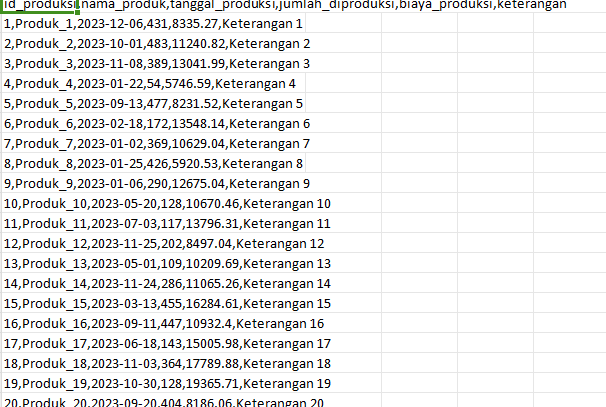 id_produksi,nama_produk,tanggal_produksi,jumlah_diproduksi,biaya_produksi,keterangan
1,Produk_1,2023-12-06,431,8335.27,Keterangan 1
2,Produk_2,2023-10-01,483,11240.82,Keterangan 2
3,Produk_3,2023-11-08,389,13041.99,Keterangan 3
4,Produk_4,2023-01-22,54,5746.59,Keterangan 4
5,Produk_5,2023-09-13,477,8231.52,Keterangan 5
6,Produk_6,2023-02-18,172,13548.14,Keterangan 6
7,Produk_7,2023-01-02,369,10629.04,Keterangan 7
8,Produk_8,2023-01-25,426,5920.53,Keterangan 8
9,Produk_9,2023-01-06,290,12675.04,Keterangan 9
10,Produk_10,2023-05-20,128,10670.46,Keterangan 10
11,Produk_11,2023-07-03,117,13796.31,Keterangan 11
12,Produk_12,2023-11-25,202,8497.04,Keterangan 12
13,Produk_13,2023-05-01,109,10209.69,Keterangan 13
14,Produk_14,2023-11-24,286,11065.26,Keterangan 14
15,Produk_15,2023-03-13,455,16284.61,Keterangan 15
16,Produk_16,2023-09-11,447,10932.4,Keterangan 16
17,Produk_17,2023-06-18,143,15005.98,Keterangan 17
18,Produk_18,2023-11-03,364,17789.88,Keterangan 18
19,Produk_19,2023-10-30,128,19365.71,Keterangan 19
20,Produk_20,2023-09-20,404,8186.06,Keterangan 20